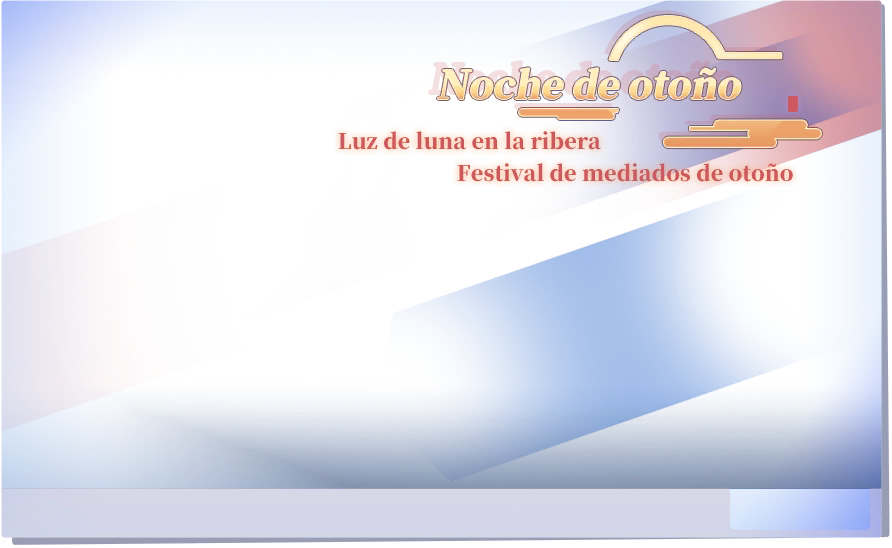 Noche de otoño
Luz de luna en la ribera
Festival de mediados de otoño